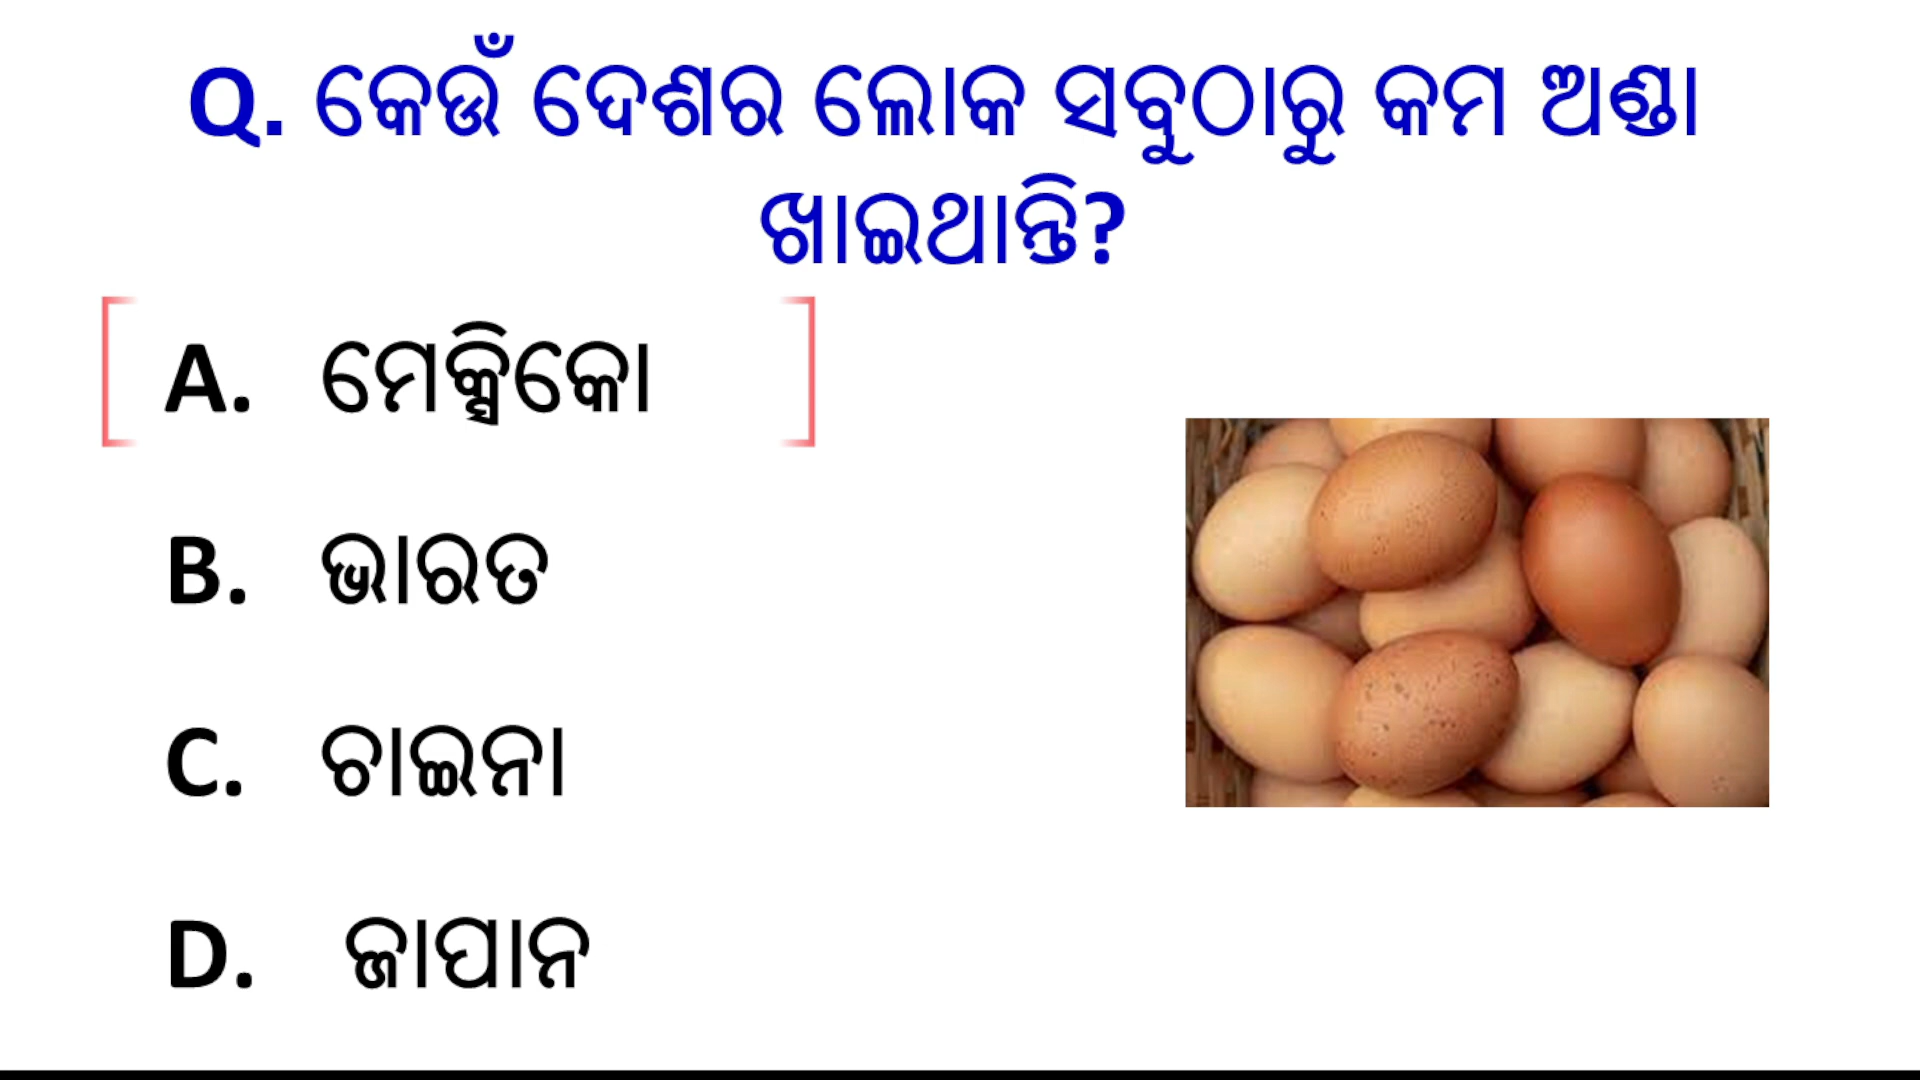 Q. କେଉଁ ଦେଶର ଲୋକ ସବୁଠାରୁ କମ ଅଣ୍ଡା
ଖାଇଥାନ୍ତି?
A. ମେକ୍ସିକୋ
B. ଭାରତ
C. ଚାଇନା
D. ଜାପାନ